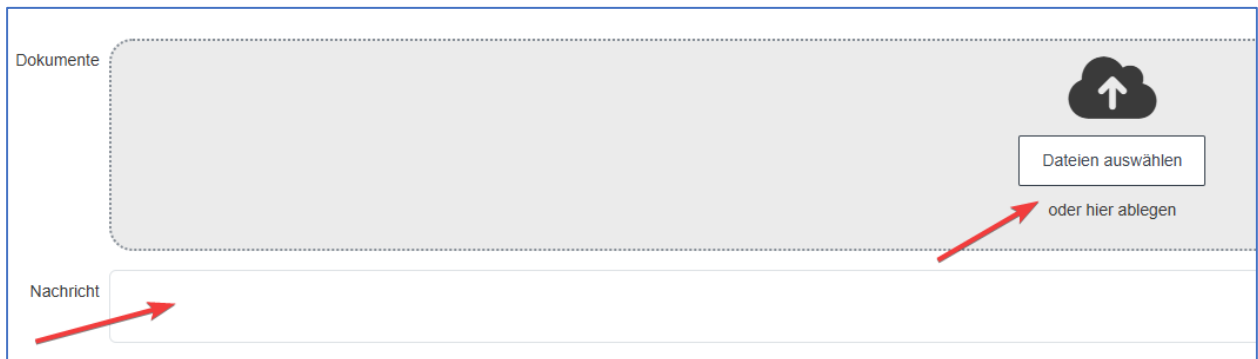 Dokumente
Dateien auswählen
oder hier ablegen
Nachricht